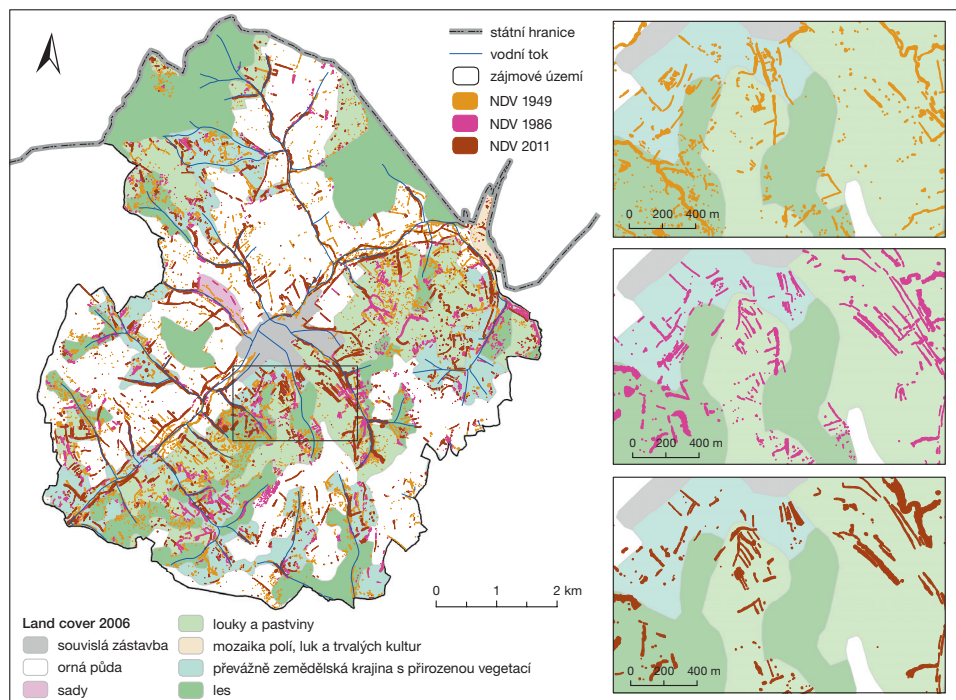 státní hranice
vodní tok
zájmové území
NDV 1949
NDV 1986
NDV 2011
0 200 400 m
0 200 400 m
0 200 400 m
0 1 2 km
Land cover 2006
souvislá zástavba
orná půda
sady
louky a pastviny
mozaika polí, luk a trvalých kultur
převážně zemědělská krajina s přirozenou vegetací
les